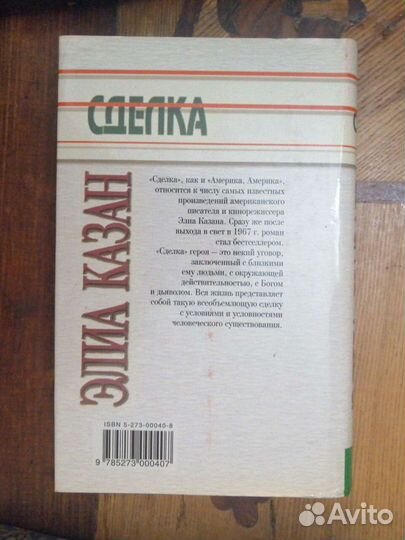 СДЕЛКА
ЭЛИА КАЗАН
«Сделка», как и «Америка, Америка»,
относится к числу самых известных
произведений американского
писателя и кинорежиссера
Элиа Казана. Сразу же после
выхода в свет в 1967 г. роман
стал бестселлером.
«Сделка» героя – это некий уговор,
заключенный с близкими
ему людьми, с окружающей
действительностью, с Богом
и дьяволом. Вся жизнь представляет
собой такую всеобъемлющую сделку
с условиями и условностями
человеческого существования.
ISBN 5-273-00040-8
9 785273 000407
Avito